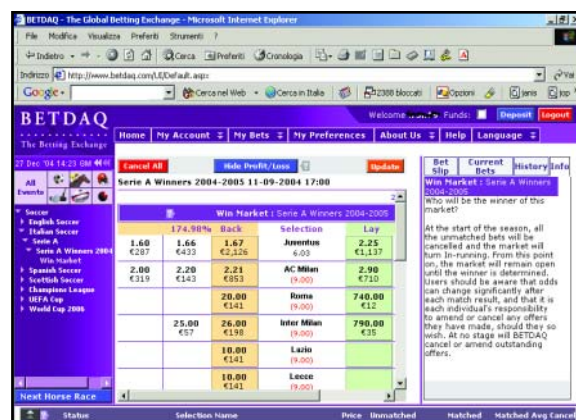 BETDAQ - The Global Betting Exchange - Microsoft Internet Explorer
File Modifica Visualizza Preferiti Strumenti ?
Indietro Cerca Preferiti Cronologia
Indirizzo http://www.betdaq.com/UI/Default.aspx Vai
Google Cerca nel Web Cerca in Italia 2388 bloccati Opzioni
BETDAQ
The Betting Exchange
Welcome Funds: Deposit Logout
Home My Account My Bets My Preferences About Us Help Language
27 Dec '04 14:23 GMT
All Events
Soccer
English Soccer
Italian Soccer
Serie A
Serie A Winners 2004
Win Market
Spanish Soccer
Scottish Soccer
Champions League
UEFA Cup
World Cup 2006
Next Horse Race
Cancel All Hide Profit/Loss Update
Serie A Winners 2004-2005 11-09-2004 17:00
Win Market : Serie A Winners 2004-2005
174.98% Back Selection Lay
1.60 1.66 1.67 Juventus 2.25
€287 €433 €2,126 6.03 €1,137
2.00 2.20 2.21 AC Milan 2.90
€319 €143 €853 (9.00) €710
20.00 Roma 740.00
€141 (9.00) €12
25.00 26.00 Inter Milan 790.00
€57 €198 (9.00) €35
10.00 Lazio
€141 (9.00)
10.00 Lecce
€141 (9.00)
Bet Slip Current Bets History Info
Win Market : Serie A Winners 2004-2005
Who will be the winner of this
market?
At the start of the season, all
the unmatched bets will be
cancelled and the market will
turn In-running. From this point
on, the market will remain open
until the winner is determined.
Users should be aware that odds
can change significantly after
each match result, and that it is
each individual's responsibility
to amend or cancel any offers
they have made, should they so
wish. At no stage will BETDAQ
cancel or amend outstanding
offers.
Status Selection Name Price Unmatched Matched Matched Avg Cancel